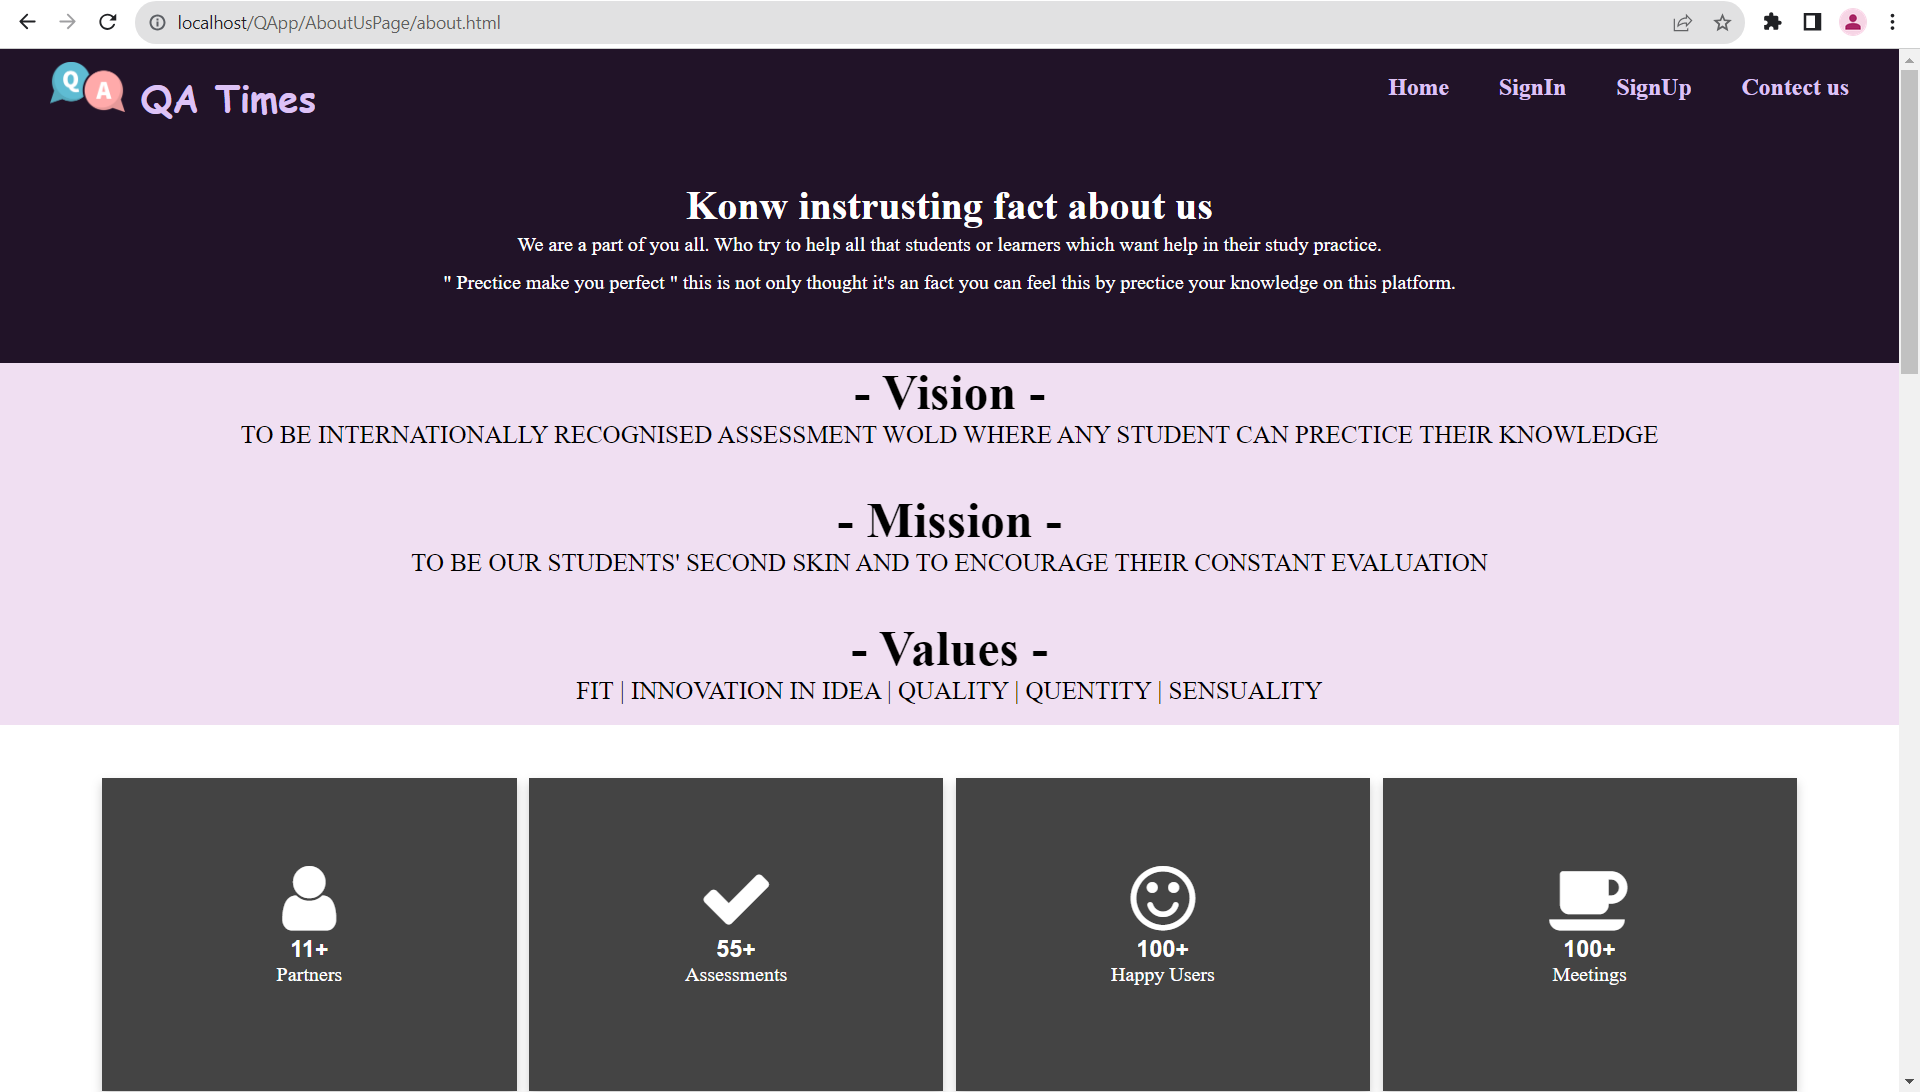 localhost/QApp/AboutUsPage/about.html
Q A QA Times
Home SignIn SignUp Contect us
Konw instrusting fact about us
We are a part of you all. Who try to help all that students or learners which want help in their study practice.
" Prectice make you perfect " this is not only thought it's an fact you can feel this by prectice your knowledge on this platform.
- Vision -
TO BE INTERNATIONALLY RECOGNISED ASSESSMENT WOLD WHERE ANY STUDENT CAN PRECTICE THEIR KNOWLEDGE
- Mission -
TO BE OUR STUDENTS' SECOND SKIN AND TO ENCOURAGE THEIR CONSTANT EVALUATION
- Values -
FIT | INNOVATION IN IDEA | QUALITY | QUENTITY | SENSUALITY
11+ 55+ 100+ 100+
Partners Assessments Happy Users Meetings